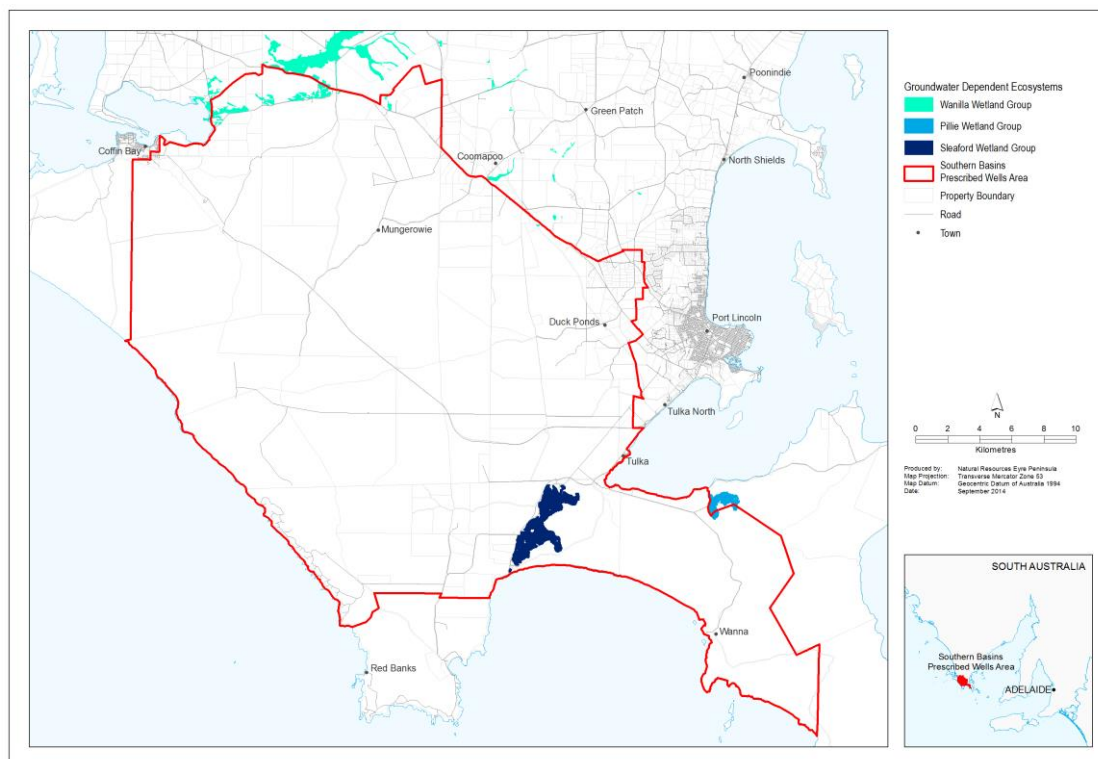 Poonindie
Green Patch
Coffin Bay
Coomapoo
North Shields
Mungerowie
Duck Ponds
Port Lincoln
Tulka North
Tulka
Wanna
Red Banks
Groundwater Dependent Ecosystems
Wanilla Wetland Group
Pillie Wetland Group
Sleaford Wetland Group
Southern Basins
Prescribed Wells Area
Property Boundary
Road
Town
N
0 2 4 6 8 10
Kilometres
Produced by: Natural Resources Eyre Peninsula
Map Projection: Transverse Mercator Zone 53
Map Datum: Geocentric Datum of Australia 1994
Date: September 2014
SOUTH AUSTRALIA
Southern Basins
Prescribed Wells Area
ADELAIDE